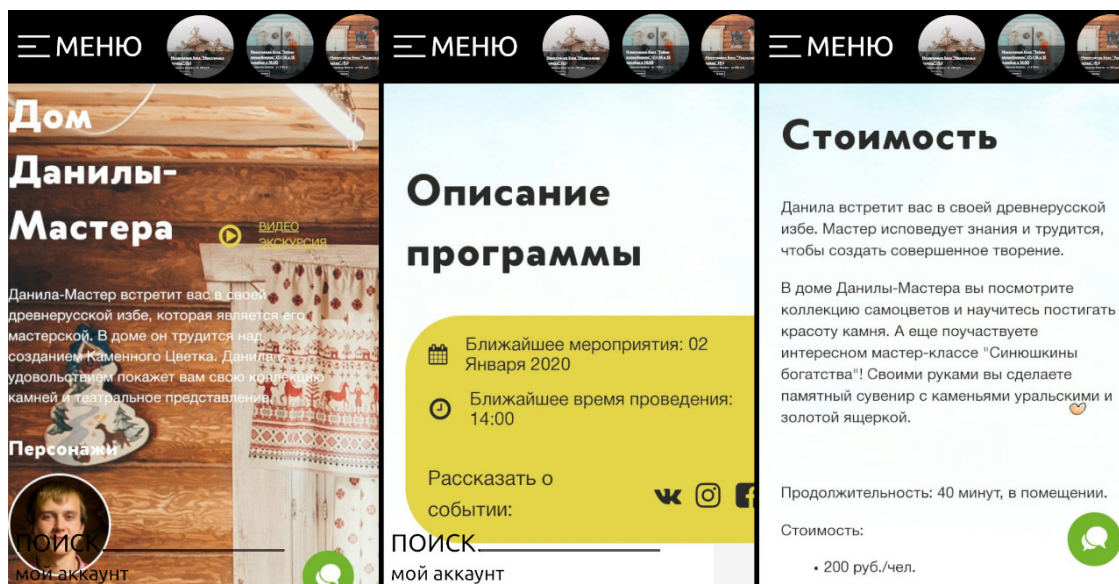 МЕНЮ
Дом
Данилы-
Мастера
ВИДЕО
ЭКСКУРСИЯ
Данила-Мастер встретит вас в своей
древнерусской избе, которая является его
мастерской. В доме он трудится над
созданием Каменного Цветка. Данила с
удовольствием покажет вам свою коллекцию
камней и театральное представление.
Персонажи
ПОИСК
мой аккаунт
МЕНЮ
Описание
программы
Ближайшее мероприятия: 02
Января 2020
Ближайшее время проведения:
14:00
Рассказать о
событии:
ПОИСК
мой аккаунт
МЕНЮ
Стоимость
Данила встретит вас в своей древнерусской
избе. Мастер исповедует знания и трудится,
чтобы создать совершенное творение.
В доме Данилы-Мастера вы посмотрите
коллекцию самоцветов и научитесь постигать
красоту камня. А еще поучаствуете
интересном мастер-классе "Синюшкины
богатства"! Своими руками вы сделаете
памятный сувенир с каменьями уральскими и
золотой ящеркой.
Продолжительность: 40 минут, в помещении.
Стоимость:
• 200 руб./чел.